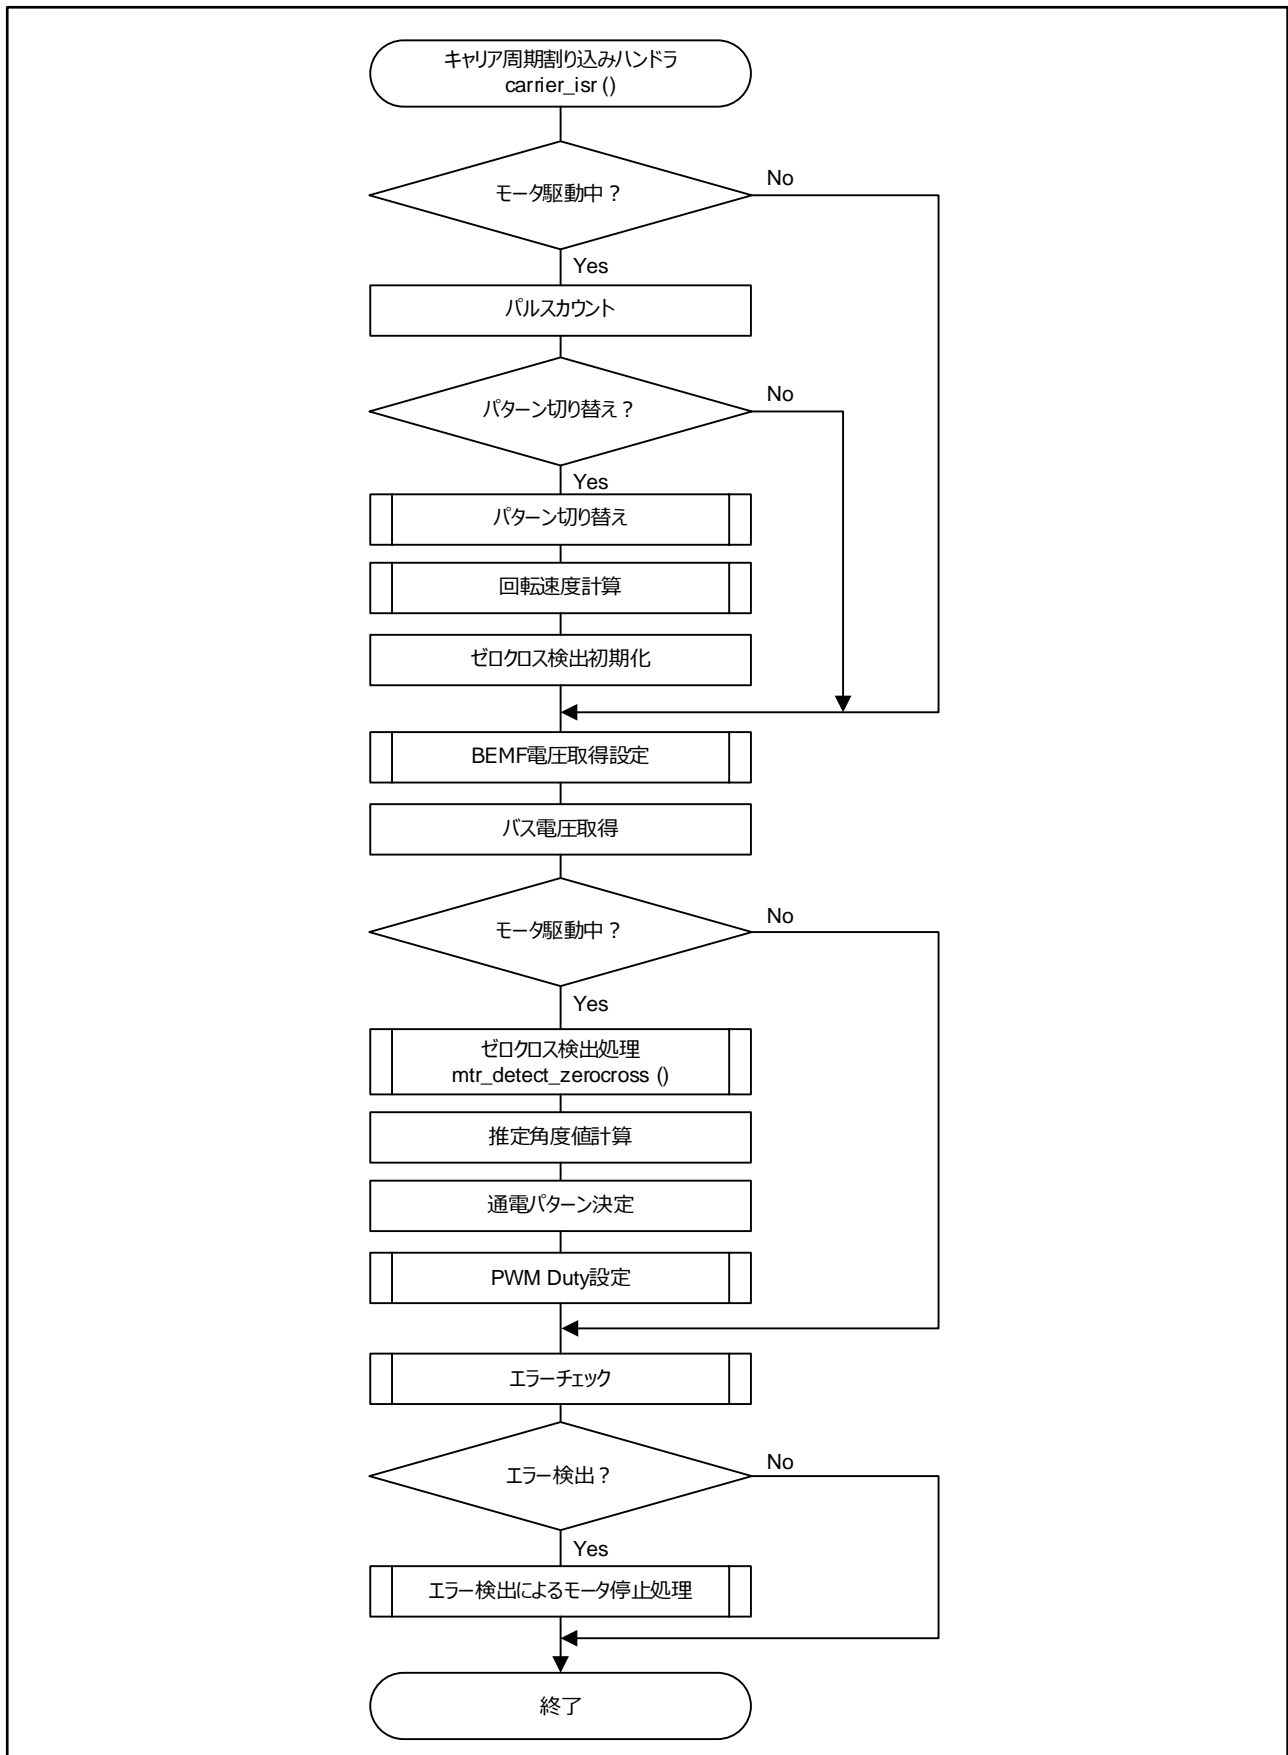 キャリア周期割り込みハンドラ
carrier_isr ()
モータ駆動中？
No
Yes
パルスカウント
パターン切り替え？
No
Yes
パターン切り替え
回転速度計算
ゼロクロス検出初期化
BEMF電圧取得設定
バス電圧取得
モータ駆動中？
No
Yes
ゼロクロス検出処理
mtr_detect_zerocross ()
推定角度値計算
通電パターン決定
PWM Duty設定
エラーチェック
エラー検出？
No
Yes
エラー検出によるモータ停止処理
終了